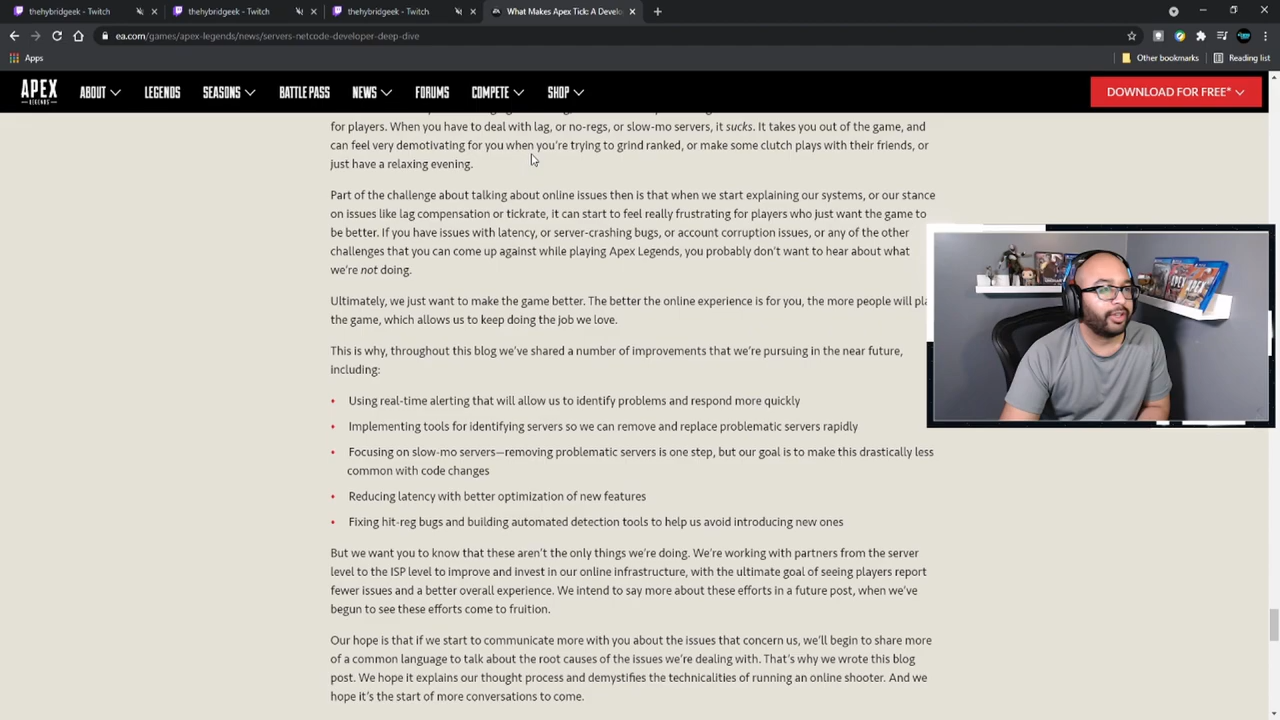 thehybridgeek - Twitch
thehybridgeek - Twitch
thehybridgeek - Twitch
What Makes Apex Tick: A Develo
ea.com/games/apex-legends/news/servers-netcode-developer-deep-dive
Apps
Other bookmarks
Reading list
APEX
LEGENDS
ABOUT
LEGENDS
SEASONS
BATTLE PASS
NEWS
FORUMS
COMPETE
SHOP
DOWNLOAD FOR FREE*
for players. When you have to deal with lag, or no-regs, or slow-mo servers, it sucks. It takes you out of the game, and
can feel very demotivating for you when you're trying to grind ranked, or make some clutch plays with their friends, or
just have a relaxing evening.
Part of the challenge about talking about online issues then is that when we start explaining our systems, or our stance
on issues like lag compensation or tickrate, it can start to feel really frustrating for players who just want the game to
be better. If you have issues with latency, or server-crashing bugs, or account corruption issues, or any of the other
challenges that you can come up against while playing Apex Legends, you probably don't want to hear about what
we're not doing.
Ultimately, we just want to make the game better. The better the online experience is for you, the more people will pla
the game, which allows us to keep doing the job we love.
This is why, throughout this blog we've shared a number of improvements that we're pursuing in the near future,
including:
• Using real-time alerting that will allow us to identify problems and respond more quickly
• Implementing tools for identifying servers so we can remove and replace problematic servers rapidly
• Focusing on slow-mo servers—removing problematic servers is one step, but our goal is to make this drastically less
common with code changes
• Reducing latency with better optimization of new features
• Fixing hit-reg bugs and building automated detection tools to help us avoid introducing new ones
But we want you to know that these aren't the only things we're doing. We're working with partners from the server
level to the ISP level to improve and invest in our online infrastructure, with the ultimate goal of seeing players report
fewer issues and a better overall experience. We intend to say more about these efforts in a future post, when we've
begun to see these efforts come to fruition.
Our hope is that if we start to communicate more with you about the issues that concern us, we'll begin to share more
of a common language to talk about the root causes of the issues we're dealing with. That's why we wrote this blog
post. We hope it explains our thought process and demystifies the technicalities of running an online shooter. And we
hope it's the start of more conversations to come.